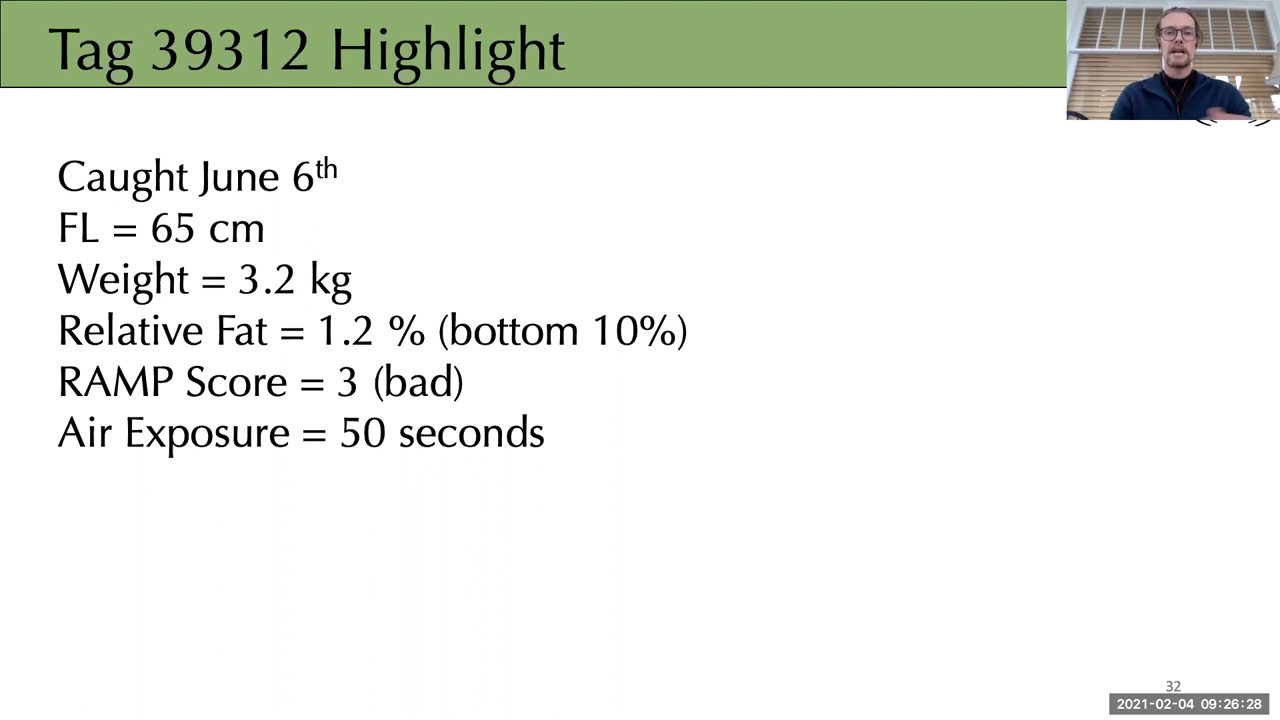 Tag 39312 Highlight
Caught June 6th
FL = 65 cm
Weight = 3.2 kg
Relative Fat = 1.2 % (bottom 10%)
RAMP Score = 3 (bad)
Air Exposure = 50 seconds
32
2021-02-04 09:26:28